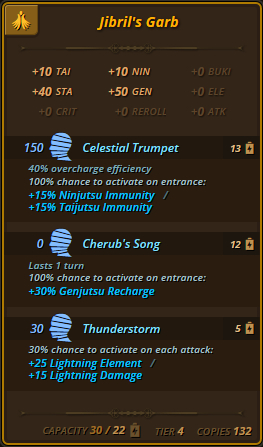 Jibril's Garb
+10 TAI +10 NIN +0 BUKI
+40 STA +50 GEN +0 ELE
+0 CRIT +0 REROLL +0 ATK
150 Celestial Trumpet 13
40% overcharge efficiency
100% chance to activate on entrance:
+15% Ninjutsu Immunity /
+15% Taijutsu Immunity
0 Cherub's Song 12
Lasts 1 turn
100% chance to activate on entrance:
+30% Genjutsu Recharge
30 Thunderstorm 5
30% chance to activate on each attack:
+25 Lightning Element /
+15 Lightning Damage
CAPACITY 30 / 22 TIER 4 COPIES 132